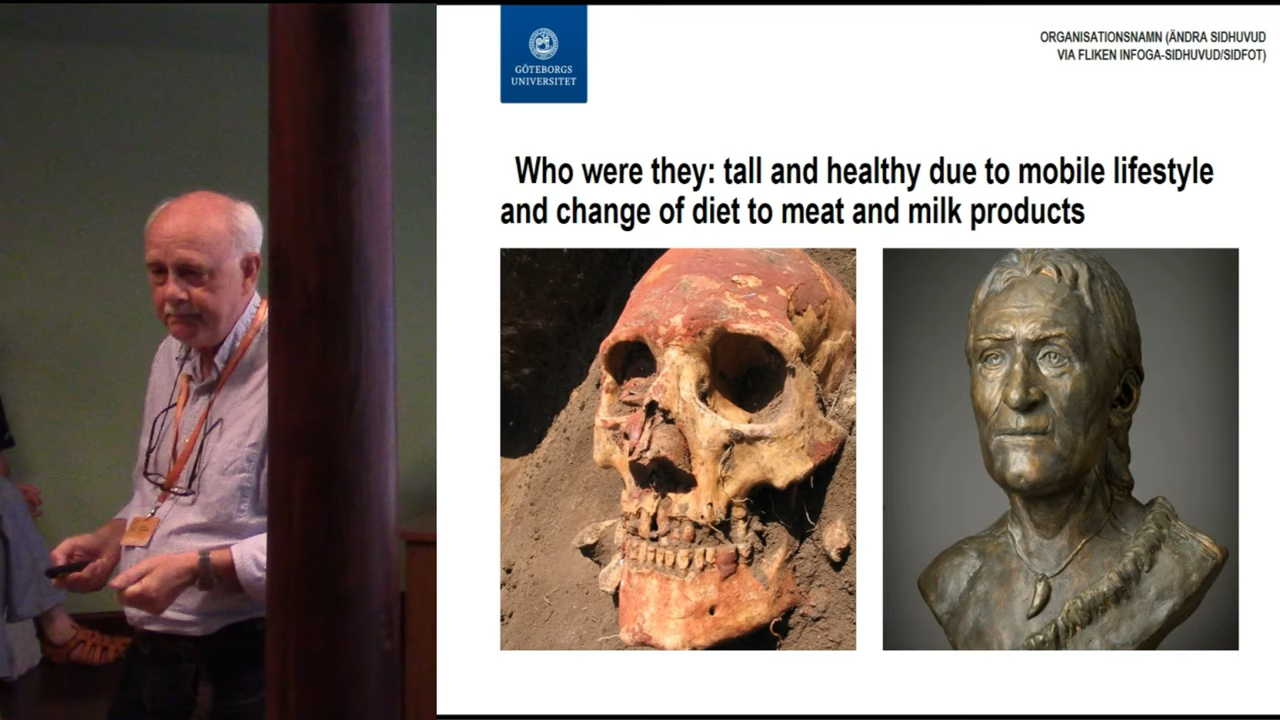 GÖTEBORGS
UNIVERSITET
ORGANISATIONSNAMN (ÄNDRA SIDHUVUD
VIA FLIKEN INFOGA-SIDHUVUD/SIDFOT)
Who were they: tall and healthy due to mobile lifestyle
and change of diet to meat and milk products